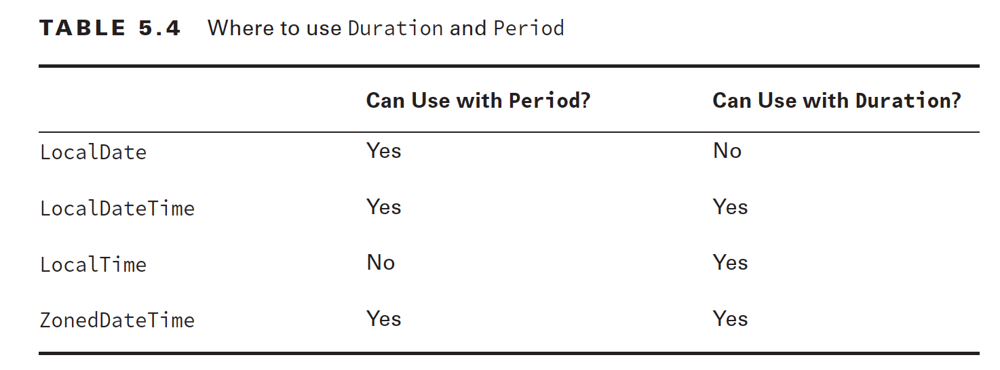 TABLE 5.4 Where to use Duration and Period
Can Use with Period? Can Use with Duration?
LocalDate Yes No
LocalDateTime Yes Yes
LocalTime No Yes
ZonedDateTime Yes Yes